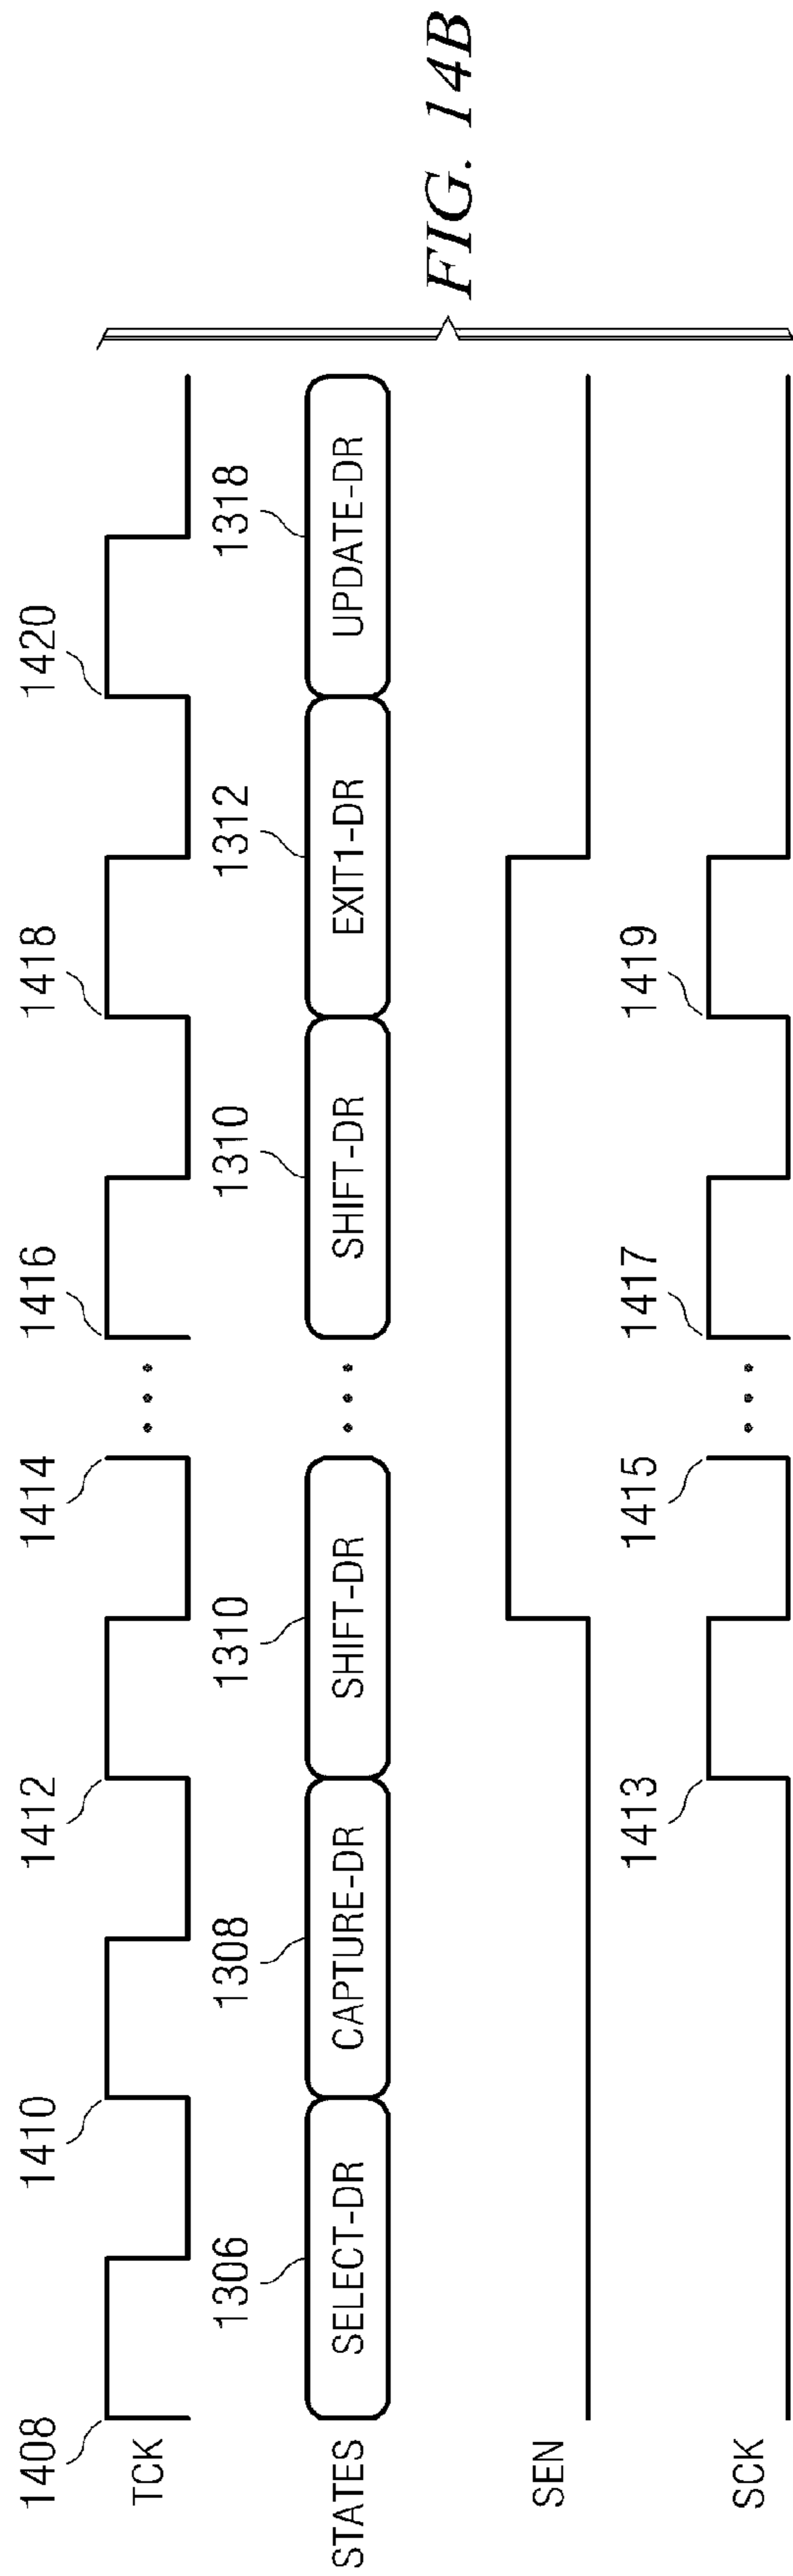 1408 1410 1412 1414 1416 1418 1420
TCK
1306 1308 1310 1310 1312 1318
STATES SELECT-DR CAPTURE-DR SHIFT-DR SHIFT-DR EXIT1-DR UPDATE-DR
SEN
1413 1415 1417 1419
SCK
FIG. 14B